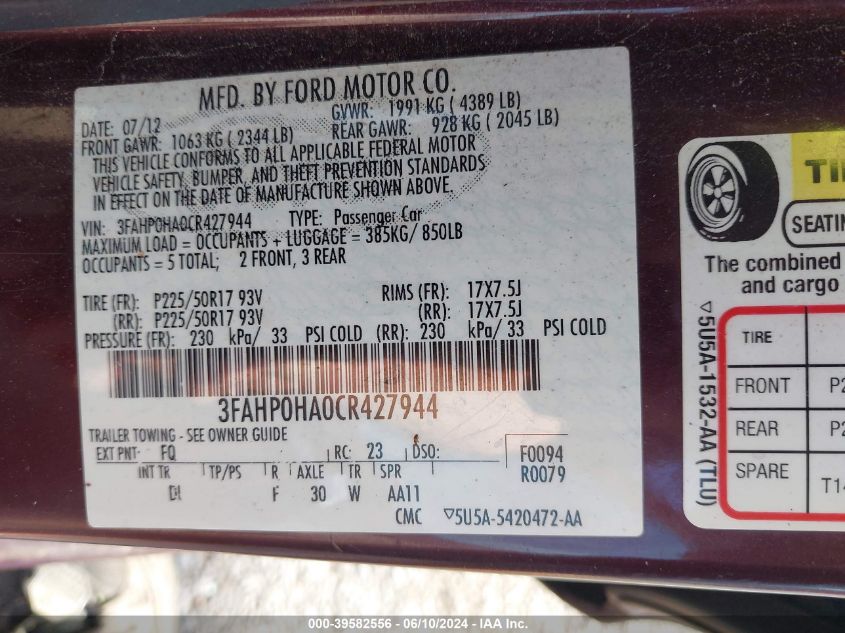 MFD. BY FORD MOTOR CO.
DATE: 07/12 GVWR: 1991 KG ( 4389 LB)
FRONT GAWR: 1063 KG ( 2344 LB) REAR GAWR: 928 KG ( 2045 LB)
THIS VEHICLE CONFORMS TO ALL APPLICABLE FEDERAL MOTOR
VEHICLE SAFETY, BUMPER, AND THEFT PREVENTION STANDARDS
IN EFFECT ON THE DATE OF MANUFACTURE SHOWN ABOVE.
VIN: 3FAHP0HA0CR427944 TYPE: Passenger Car
MAXIMUM LOAD = OCCUPANTS + LUGGAGE = 385KG/ 850LB
OCCUPANTS = 5 TOTAL; 2 FRONT, 3 REAR
TIRE (FR): P225/50R17 93V RIMS (FR): 17X7.5J
(RR): P225/50R17 93V (RR): 17X7.5J
PRESSURE (FR): 230 kPa/ 33 PSI COLD (RR): 230 kPa/ 33 PSI COLD
3FAHP0HA0CR427944
TRAILER TOWING - SEE OWNER GUIDE
EXT PNT: FQ RC: 23 DSO: F0094
R0079
INT TR TP/PS R AXLE TR SPR
DL F 30 W AA11
CMC ▽5U5A-5420472-AA
TI
SEATIN
The combined
and cargo
▽5U5A-1532-AA (TLU)
TIRE
FRONT P2
REAR P2
SPARE T14
000-39582556 - 06/10/2024 - IAA Inc.